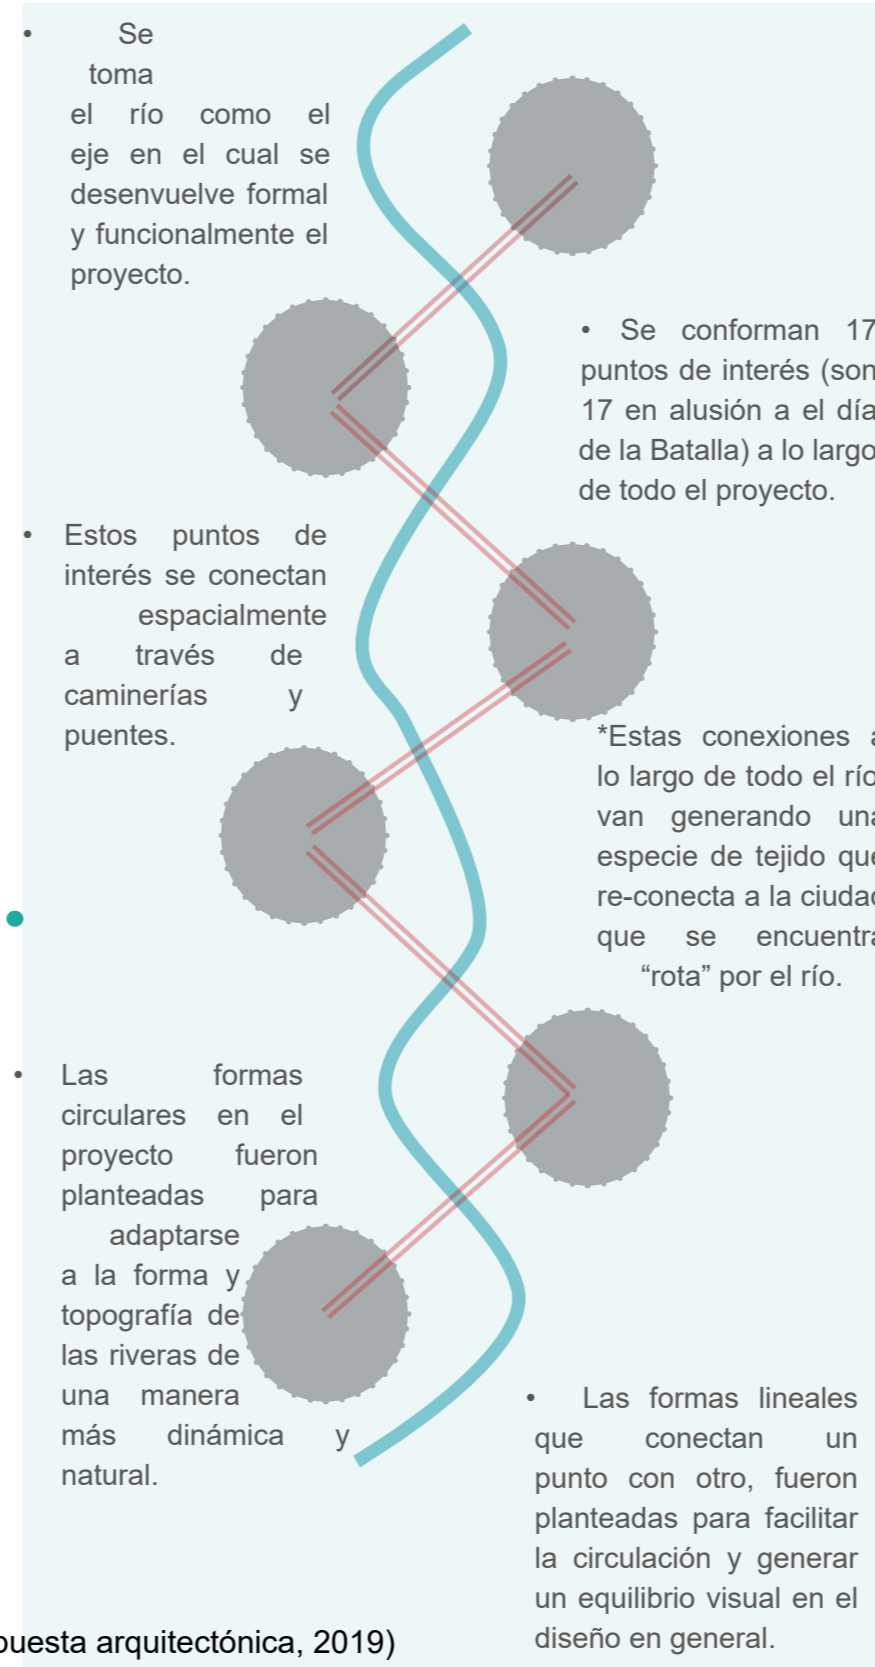 • Se
toma
el río como el
eje en el cual se
desenvuelve formal
y funcionalmente el
proyecto.
• Se conforman 17
puntos de interés (son
17 en alusión a el día
de la Batalla) a lo largo
de todo el proyecto.
• Estos puntos de
interés se conectan
espacialmente
a través de
caminerías y
puentes.
*Estas conexiones a
lo largo de todo el río
van generando una
especie de tejido que
re-conecta a la ciudad
que se encuentra
“rota” por el río.
• Las formas
circulares en el
proyecto fueron
planteadas para
adaptarse
a la forma y
topografía de
las riveras de
una manera
más dinámica y
natural.
• Las formas lineales
que conectan un
punto con otro, fueron
planteadas para facilitar
la circulación y generar
un equilibrio visual en el
diseño en general.
puesta arquitectónica, 2019)